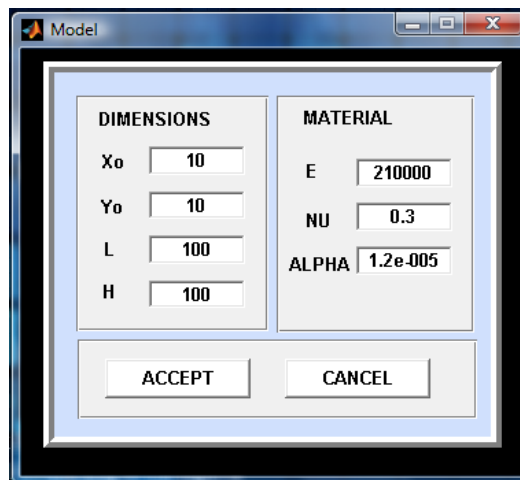 Model
DIMENSIONS
Xo 10
Yo 10
L 100
H 100
MATERIAL
E 210000
NU 0.3
ALPHA 1.2e-005
ACCEPT CANCEL